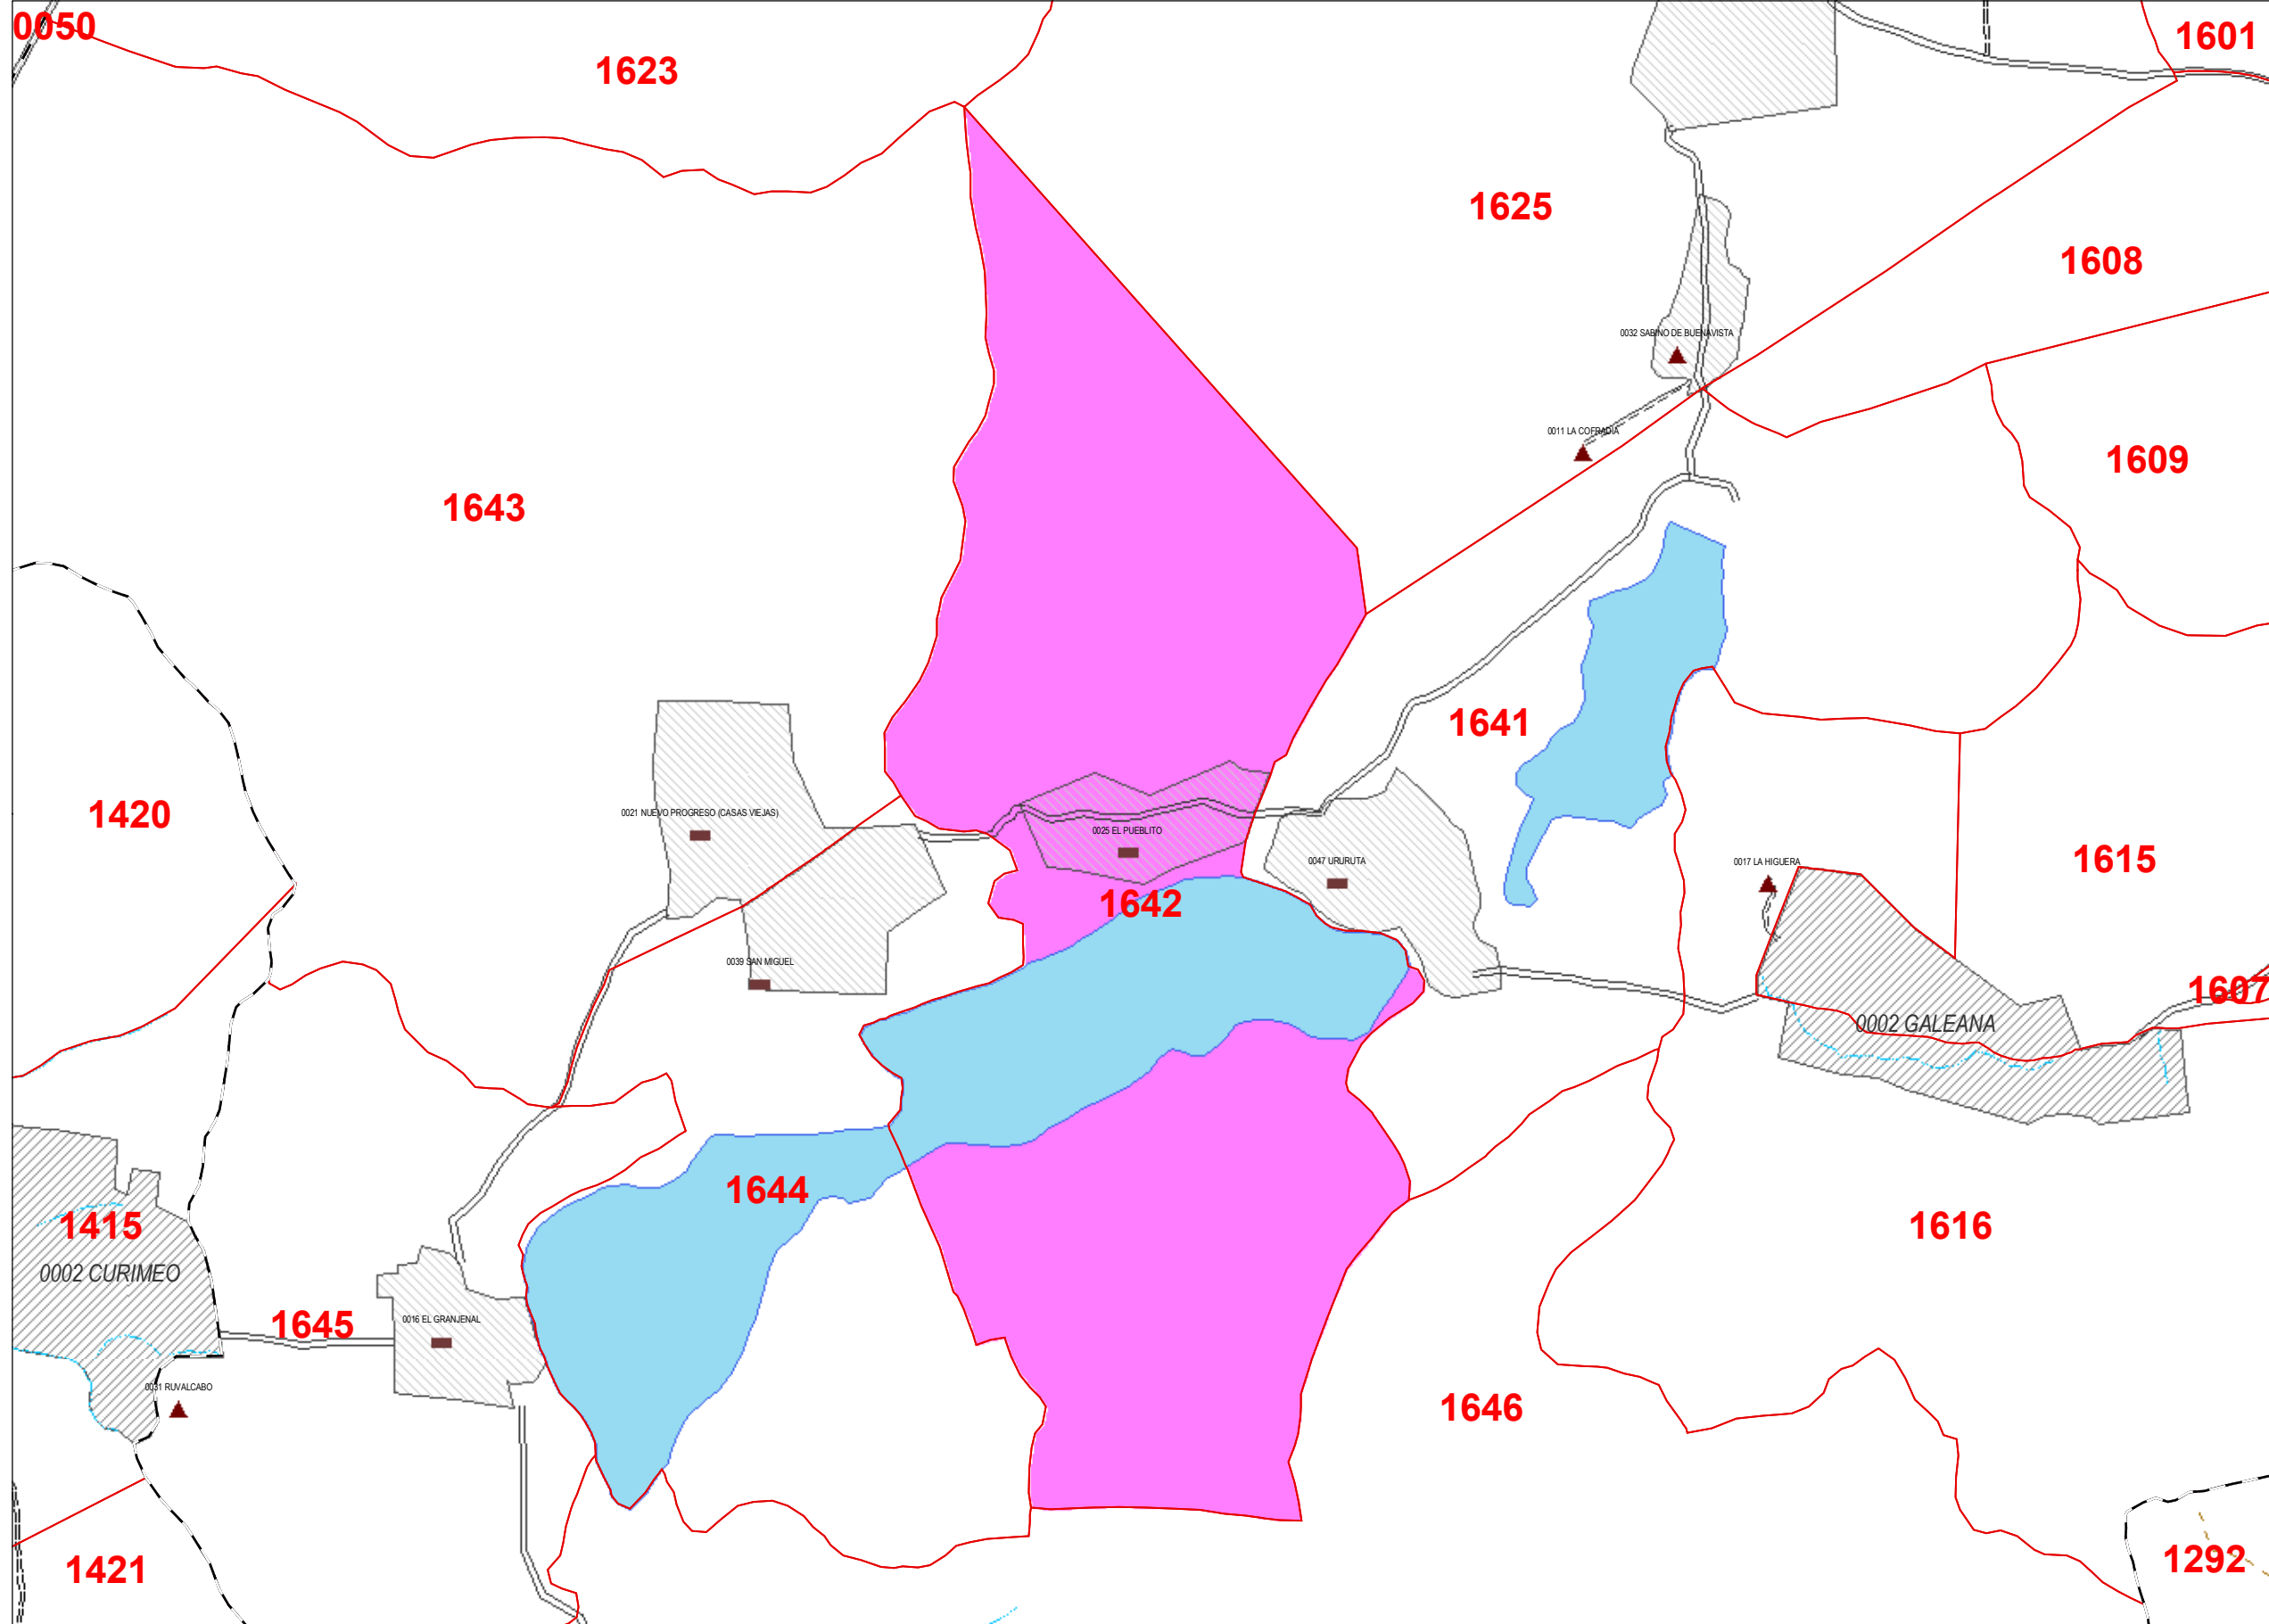 0050
1601
1623
1625
1608
0032 SABINO DE BUENAVISTA
0011 LA COFRADIA
1609
1643
1641
1420
0021 NUEVO PROGRESO (CASAS VIEJAS)
0025 EL PUEBLITO
0047 URURUTA
0017 LA HIGUERA
1615
1642
0039 SAN MIGUEL
1607
0002 GALEANA
1644
1415
1616
0002 CURIMEO
1645
0016 EL GRANJENAL
0031 RUVALCABO
1646
1421
1292